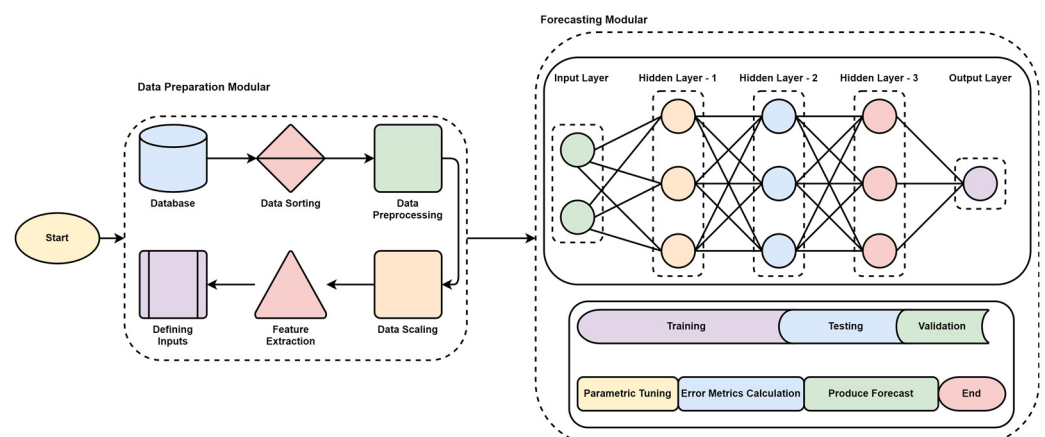 Forecasting Modular
Input Layer
Hidden Layer - 1
Hidden Layer - 2
Hidden Layer - 3
Output Layer
Data Preparation Modular
Database
Data Sorting
Data
Preprocessing
Start
Defining
Inputs
Feature
Extraction
Data Scaling
Training
Testing
Validation
Parametric Tuning
Error Metrics Calculation
Produce Forecast
End